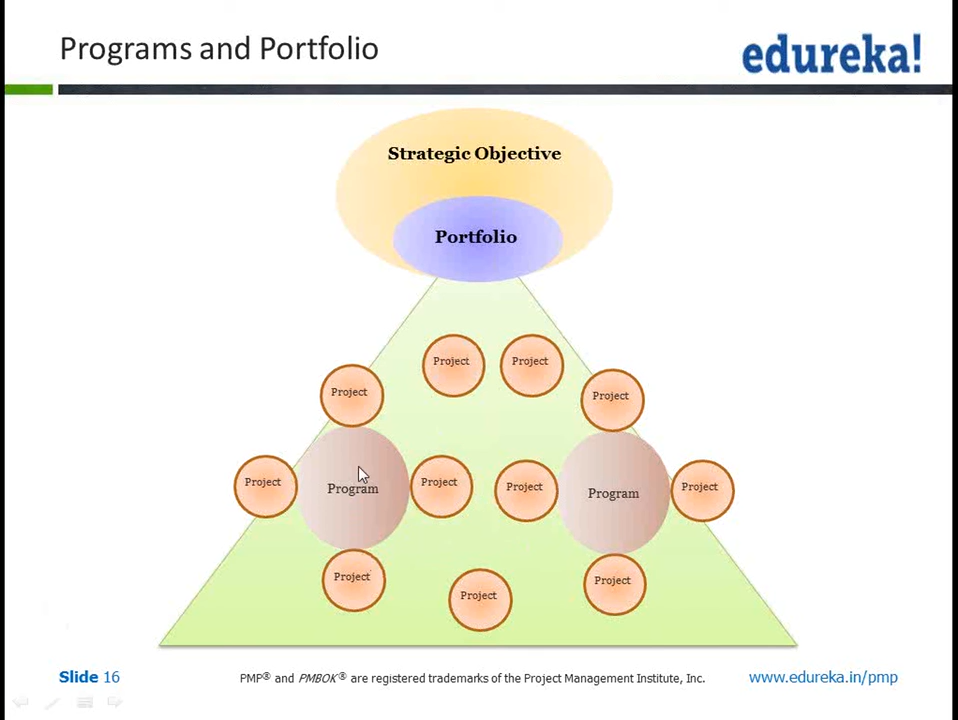 Programs and Portfolio
edureka!
Strategic Objective
Portfolio
Project
Project
Project
Project
Project
Program
Project
Project
Program
Project
Project
Project
Project
Slide 16
PMP® and PMBOK® are registered trademarks of the Project Management Institute, Inc.
www.edureka.in/pmp